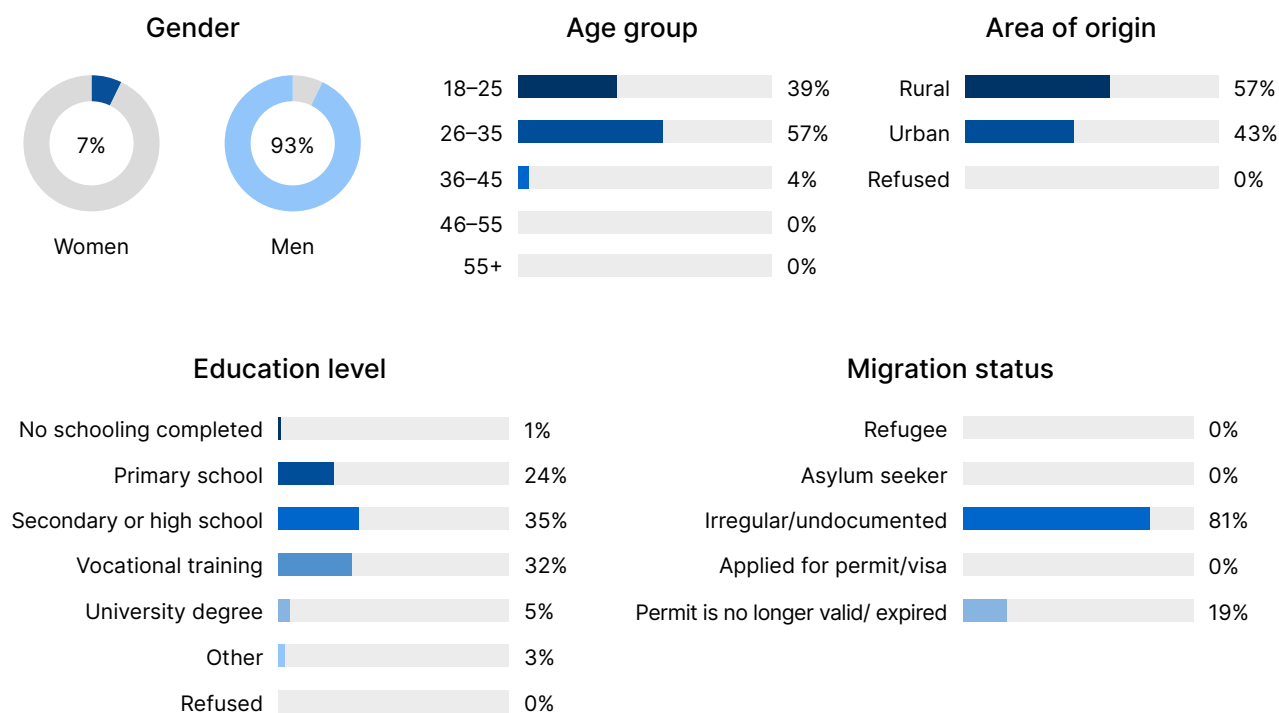 Gender
7%
93%
Women
Men
Age group
18–25 39%
26–35 57%
36–45 4%
46–55 0%
55+ 0%
Area of origin
Rural 57%
Urban 43%
Refused 0%
Education level
No schooling completed 1%
Primary school 24%
Secondary or high school 35%
Vocational training 32%
University degree 5%
Other 3%
Refused 0%
Migration status
Refugee 0%
Asylum seeker 0%
Irregular/undocumented 81%
Applied for permit/visa 0%
Permit is no longer valid/ expired 19%